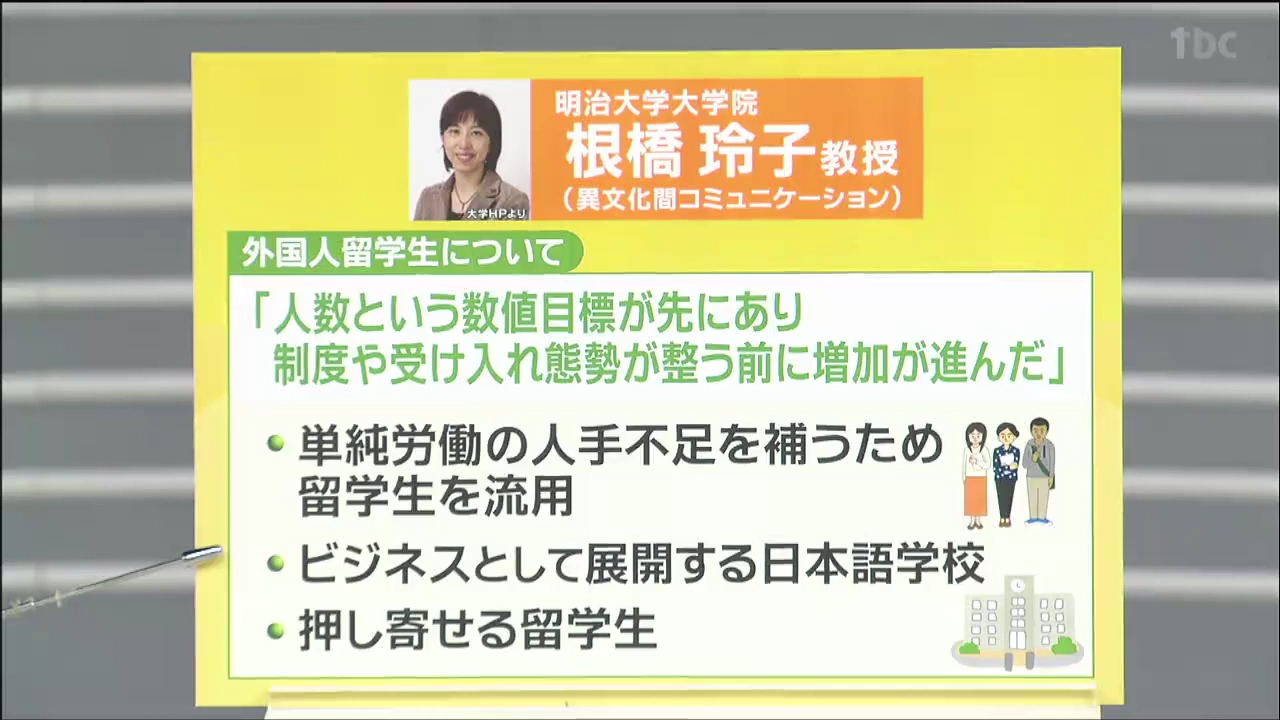 tbc
明治大学大学院
根橋 玲子 教授
(異文化間コミュニケーション)
大学HPより
外国人留学生について
「人数という数値目標が先にあり
制度や受け入れ態勢が整う前に増加が進んだ」
●単純労働の人手不足を補うため
留学生を流用
●ビジネスとして展開する日本語学校
●押し寄せる留学生